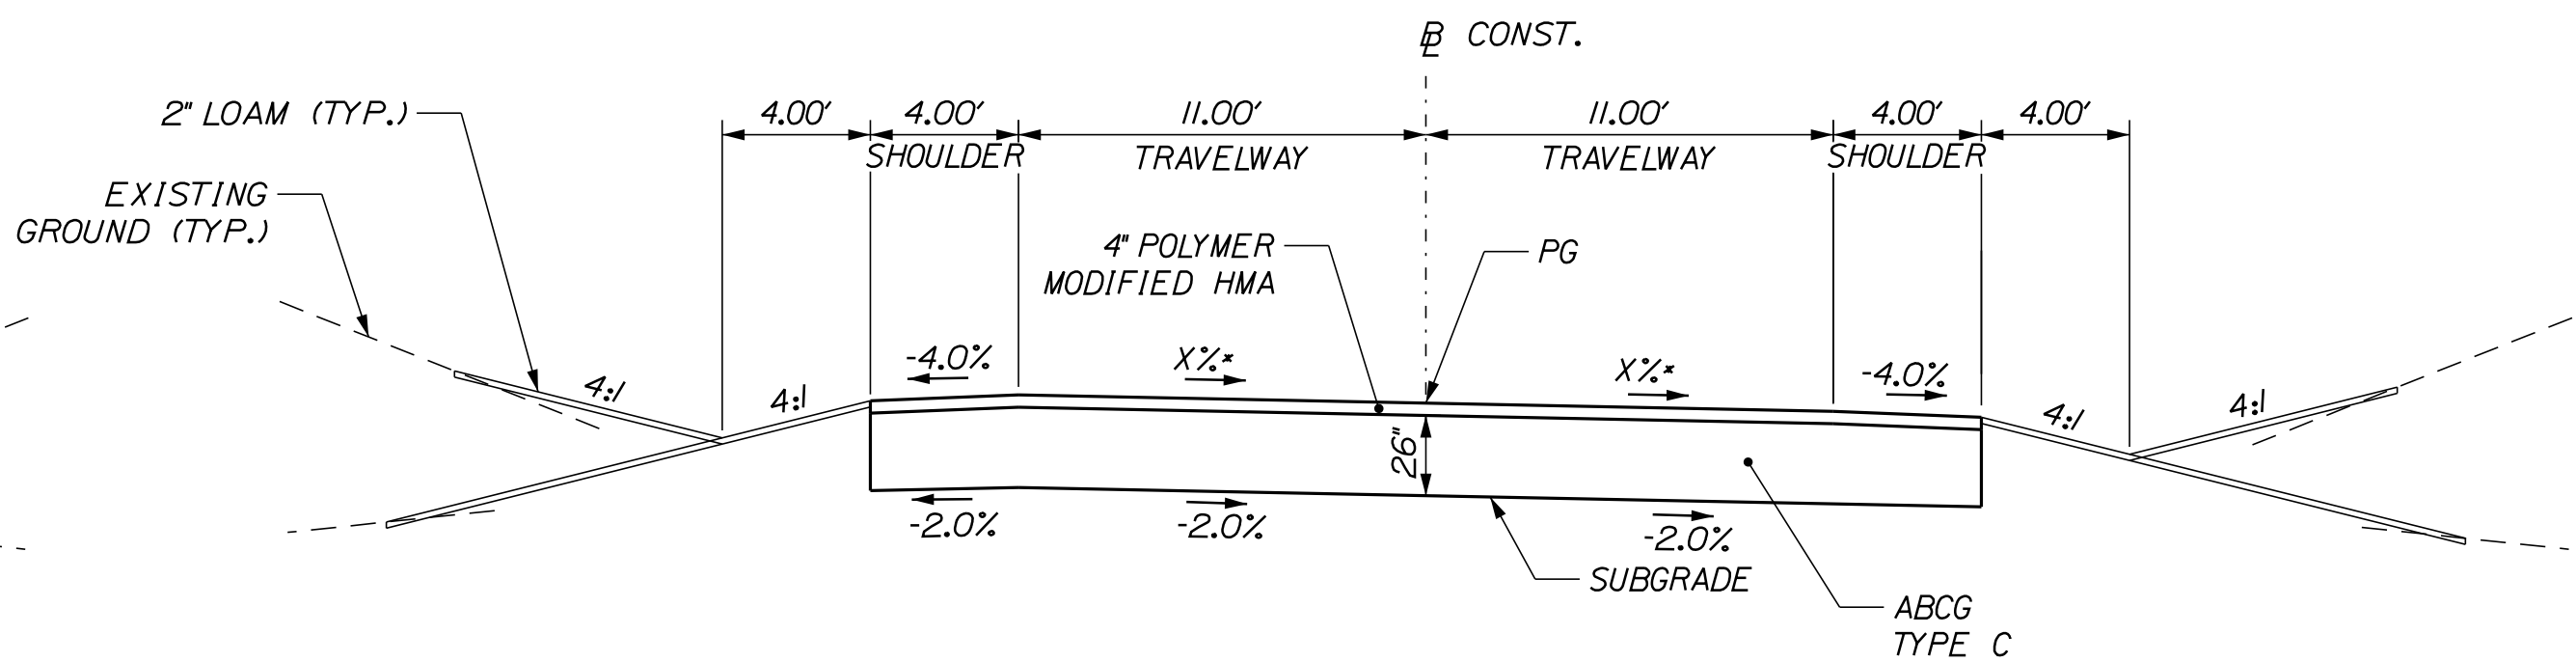 ℄ CONST.
2" LOAM (TYP.)
4.00' 4.00' 11.00' 11.00' 4.00' 4.00'
SHOULDER TRAVELWAY TRAVELWAY SHOULDER
EXISTING
GROUND (TYP.)
4" POLYMER
MODIFIED HMA
PG
-4.0% X%* X%* -4.0%
4:1 4:1 4:1 4:1
26"
-2.0% -2.0% -2.0%
SUBGRADE
ABCG
TYPE C